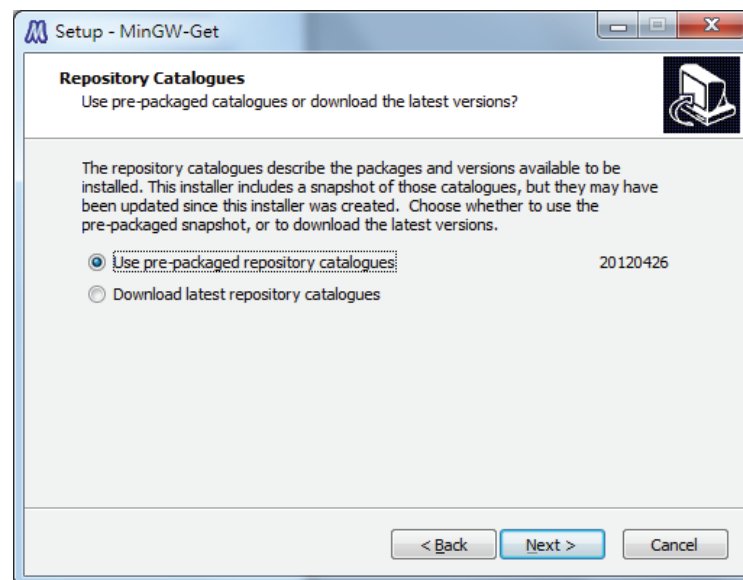 Setup - MinGW-Get
Repository Catalogues
Use pre-packaged catalogues or download the latest versions?
The repository catalogues describe the packages and versions available to be
installed. This installer includes a snapshot of those catalogues, but they may have
been updated since this installer was created.  Choose whether to use the
pre-packaged snapshot, or to download the latest versions.
Use pre-packaged repository catalogues 20120426
Download latest repository catalogues
< Back Next > Cancel